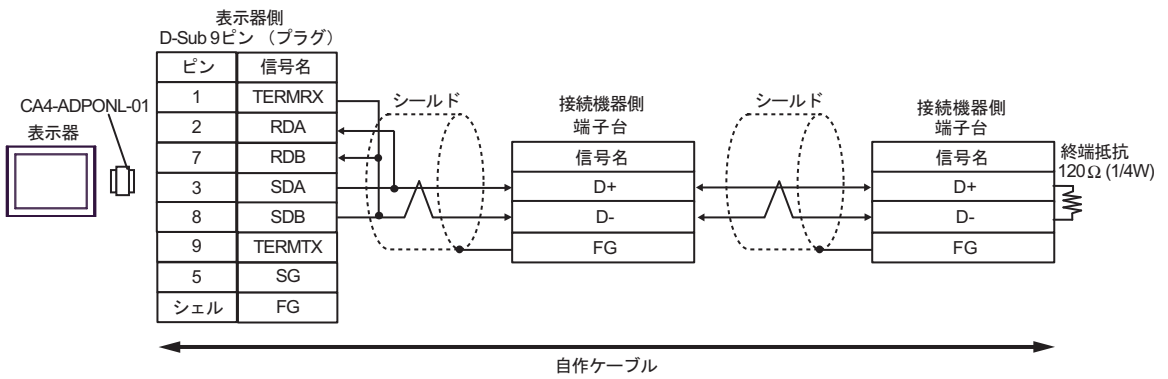 表示器側
D-Sub 9ピン （プラグ）
ピン 信号名
1 TERMRX
2 RDA
7 RDB
3 SDA
8 SDB
9 TERMTX
5 SG
シェル FG
CA4-ADPONL-01
表示器
シールド
接続機器側
端子台
信号名
D+
D-
FG
シールド
接続機器側
端子台
信号名
D+
D-
FG
終端抵抗
120Ω (1/4W)
自作ケーブル